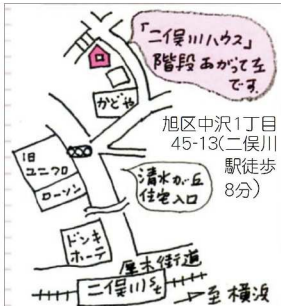 「二俣川ハウス」
階段あがって左
です。
かどや
旭区中沢1丁目
45-13(二俣川
駅徒歩
8分)
旧
ユニクロ
ローソン
清水が丘
住宅入口
ドンキ
ホーテ
厚木街道
二俣川St
→至横浜